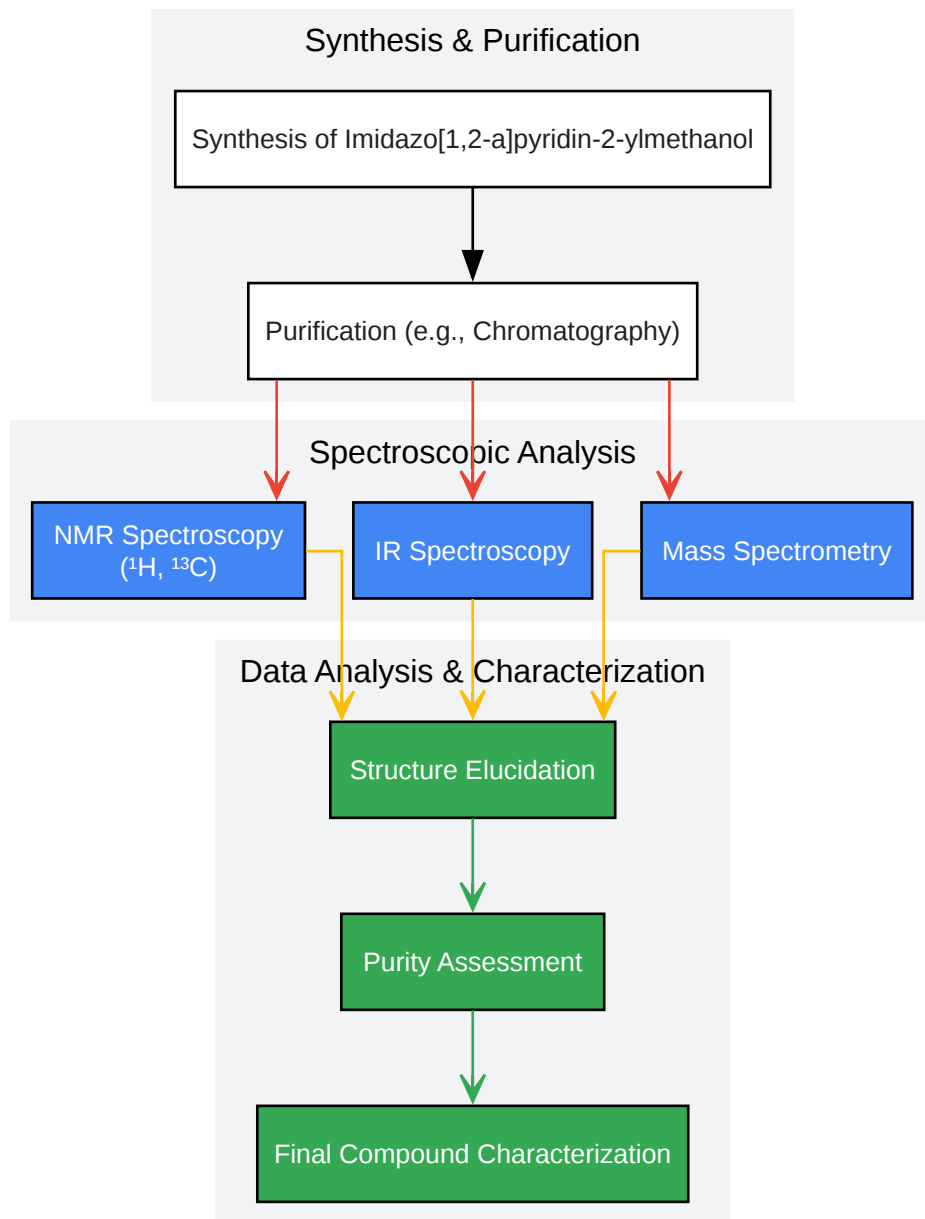 Synthesis & Purification
Synthesis of Imidazo[1,2-a]pyridin-2-ylmethanol
Purification (e.g., Chromatography)
Spectroscopic Analysis
NMR Spectroscopy
(¹H, ¹³C)
IR Spectroscopy
Mass Spectrometry
Data Analysis & Characterization
Structure Elucidation
Purity Assessment
Final Compound Characterization